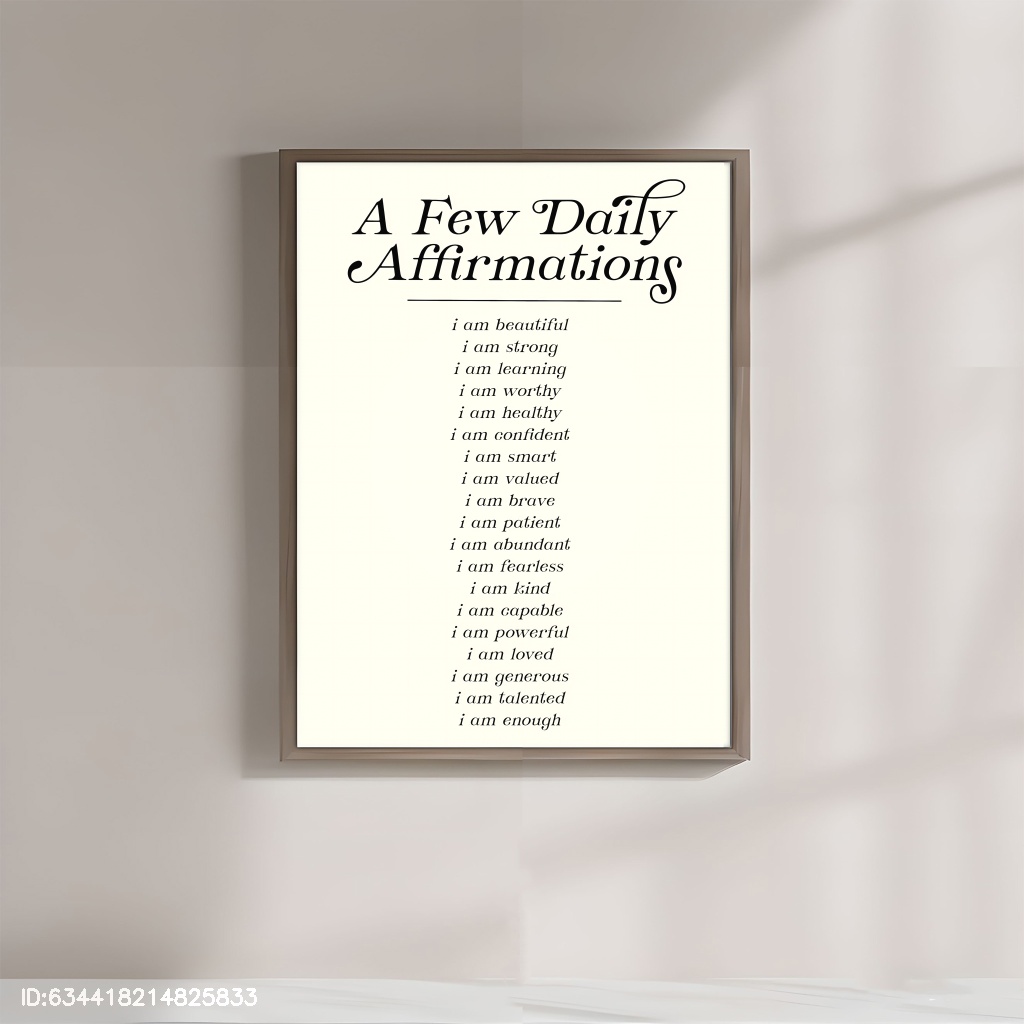 A Few Daily
Affirmations
i am beautiful
i am strong
i am learning
i am worthy
i am healthy
i am confident
i am smart
i am valued
i am brave
i am patient
i am abundant
i am fearless
i am kind
i am capable
i am powerful
i am loved
i am generous
i am talented
i am enough
ID:634418214825833